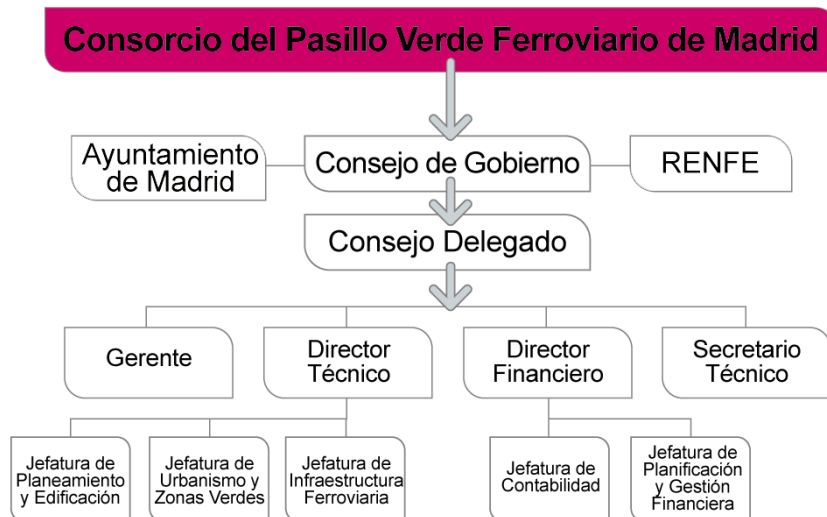 Consorcio del Pasillo Verde Ferroviario de Madrid
Ayuntamiento
de Madrid
Consejo de Gobierno
RENFE
Consejo Delegado
Gerente
Director
Técnico
Director
Financiero
Secretario
Técnico
Jefatura de
Planeamiento
y Edificación
Jefatura de
Urbanismo y
Zonas Verdes
Jefatura de
Infraestructura
Ferroviaria
Jefatura de
Contabilidad
Jefatura de
Planificación
y Gestión
Financiera